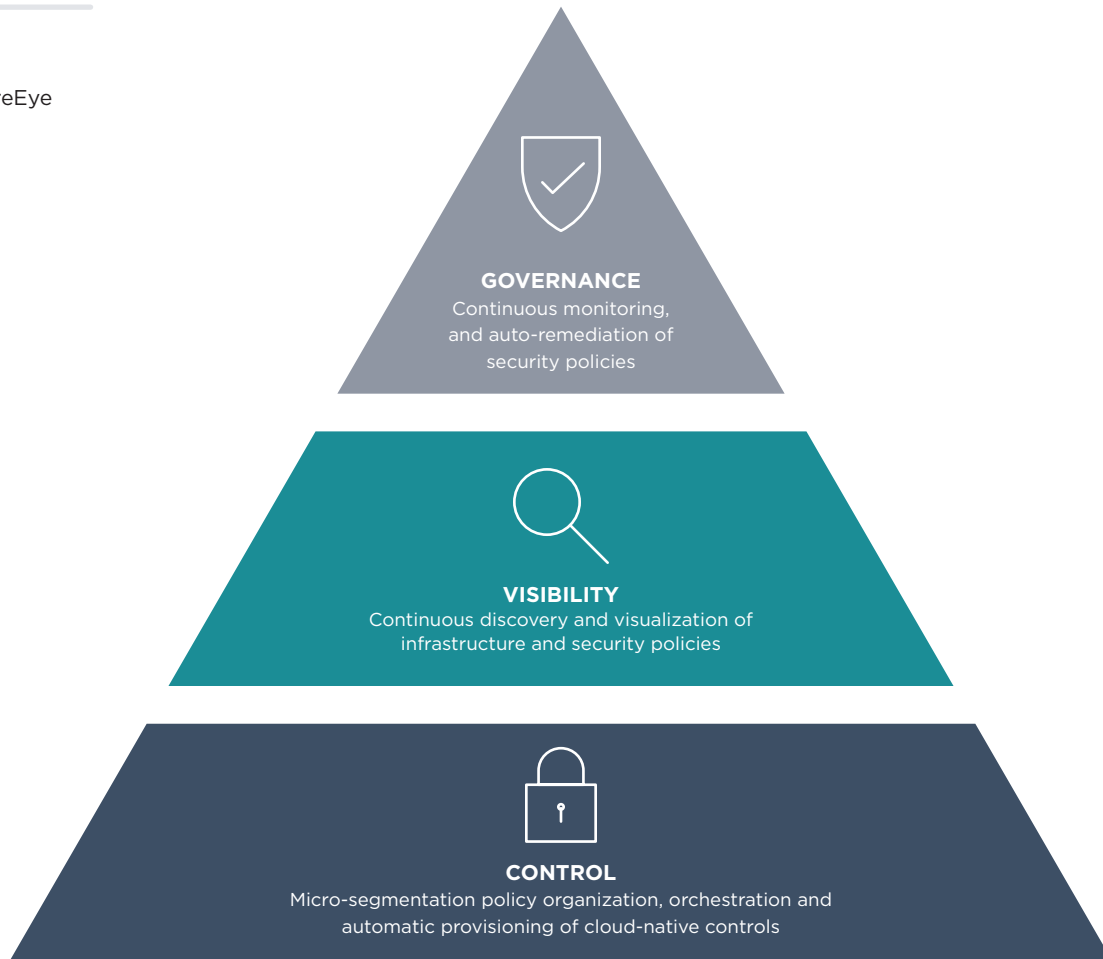 GOVERNANCE
Continuous monitoring,
and auto-remediation of
security policies
VISIBILITY
Continuous discovery and visualization of
infrastructure and security policies
CONTROL
Micro-segmentation policy organization, orchestration and
automatic provisioning of cloud-native controls